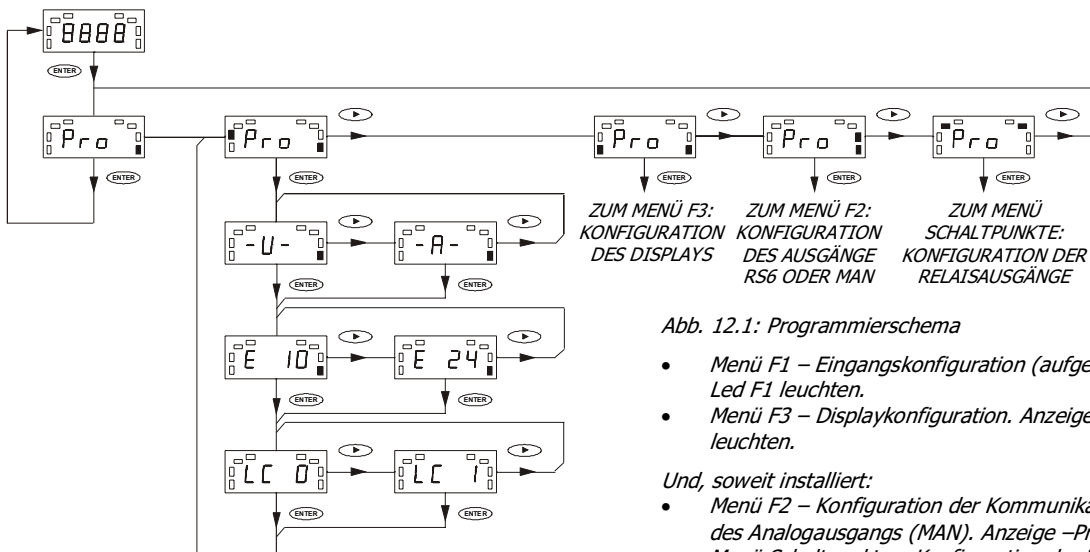 8888
ENTER
Pro
Pro
Pro
Pro
Pro
ENTER
ENTER
ENTER
ENTER
ENTER
ZUM MENÜ F3:
KONFIGURATION
DES DISPLAYS
ZUM MENÜ F2:
KONFIGURATION
DES AUSGÄNGE
RS6 ODER MAN
ZUM MENÜ
SCHALTPUNKTE:
KONFIGURATION DER
RELAISAUSGÄNGE
-U-
-A-
ENTER
ENTER
E 10
E 24
ENTER
ENTER
LC 0
LC 1
ENTER
ENTER
Abb. 12.1: Programmierschema
• Menü F1 – Eingangskonfiguration (aufge
Led F1 leuchten.
• Menü F3 – Displaykonfiguration. Anzeige
leuchten.
Und, soweit installiert:
• Menü F2 – Konfiguration der Kommunika
des Analogausgangs (MAN). Anzeige –Pr